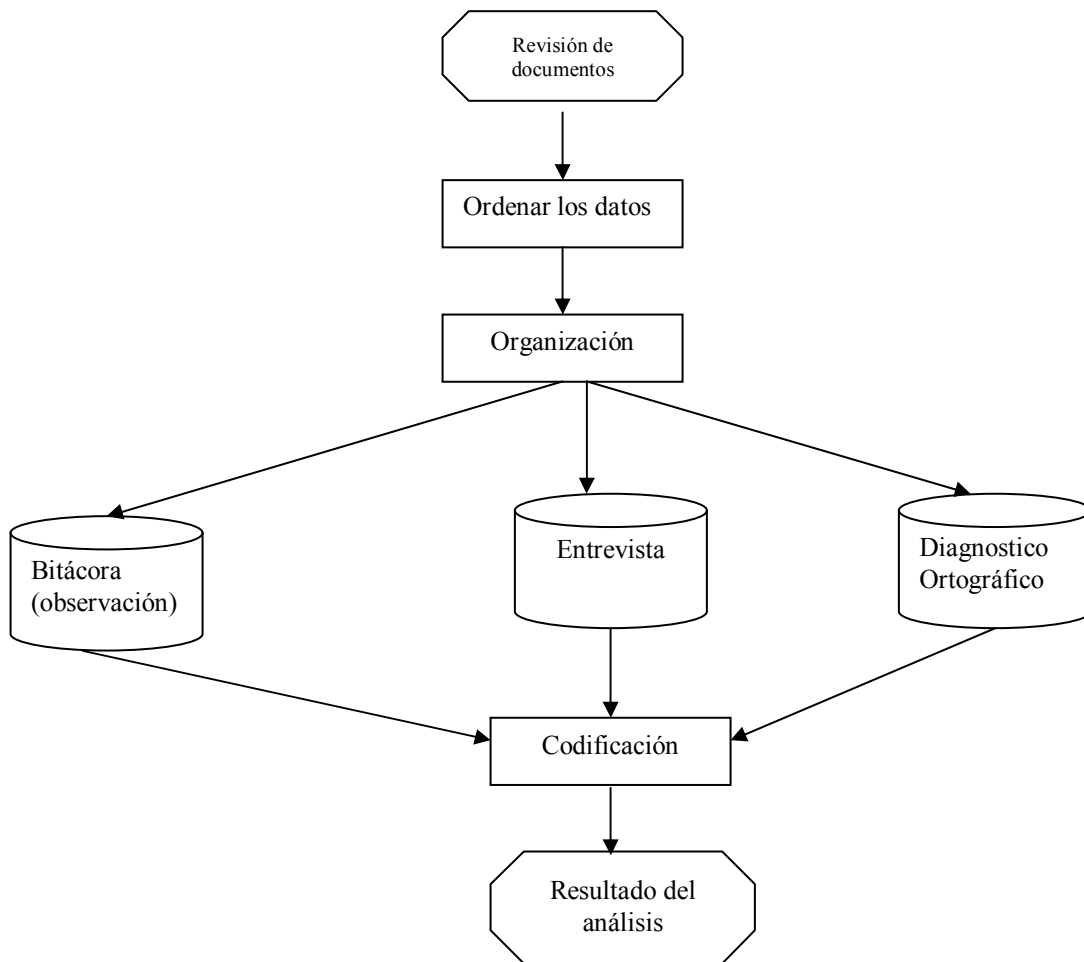 Revisión de
documentos
Ordenar los datos
Organización
Bitácora
(observación)
Entrevista
Diagnostico
Ortográfico
Codificación
Resultado del
análisis